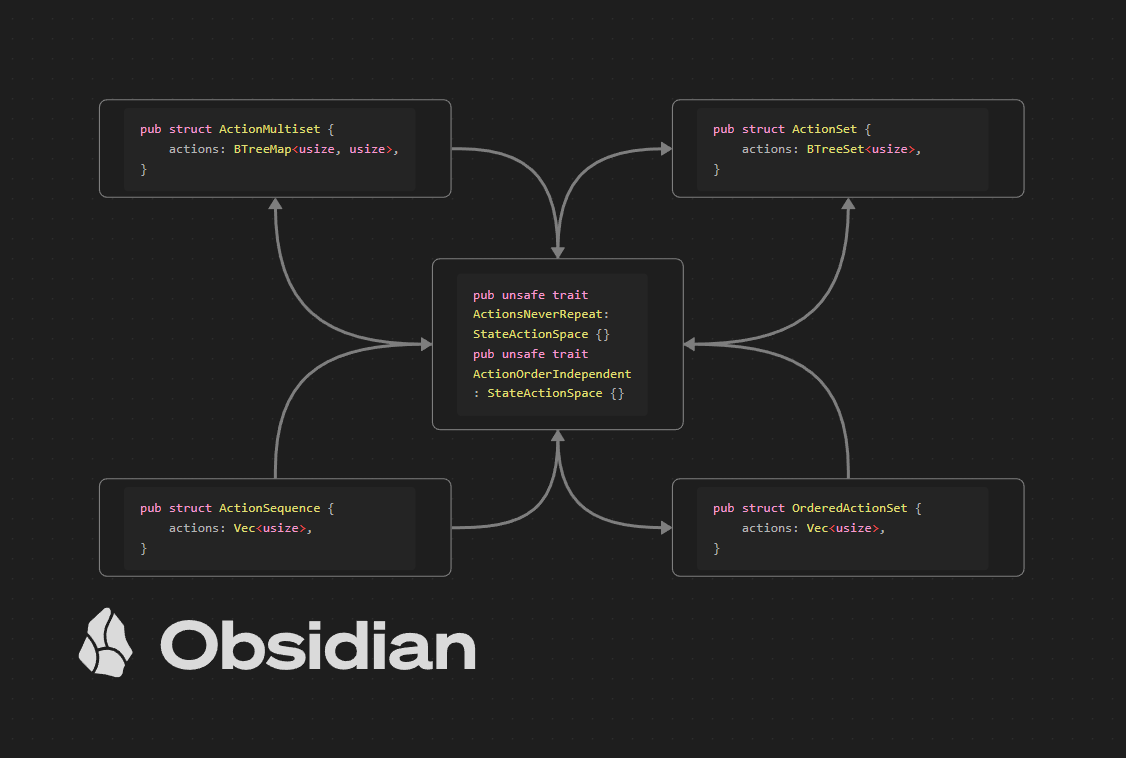 pub struct ActionMultiset {
actions: BTreeMap<usize, usize>,
}
pub struct ActionSet {
actions: BTreeSet<usize>,
}
pub unsafe trait
ActionsNeverRepeat:
StateActionSpace {}
pub unsafe trait
ActionOrderIndependent
: StateActionSpace {}
pub struct ActionSequence {
actions: Vec<usize>,
}
pub struct OrderedActionSet {
actions: Vec<usize>,
}
Obsidian